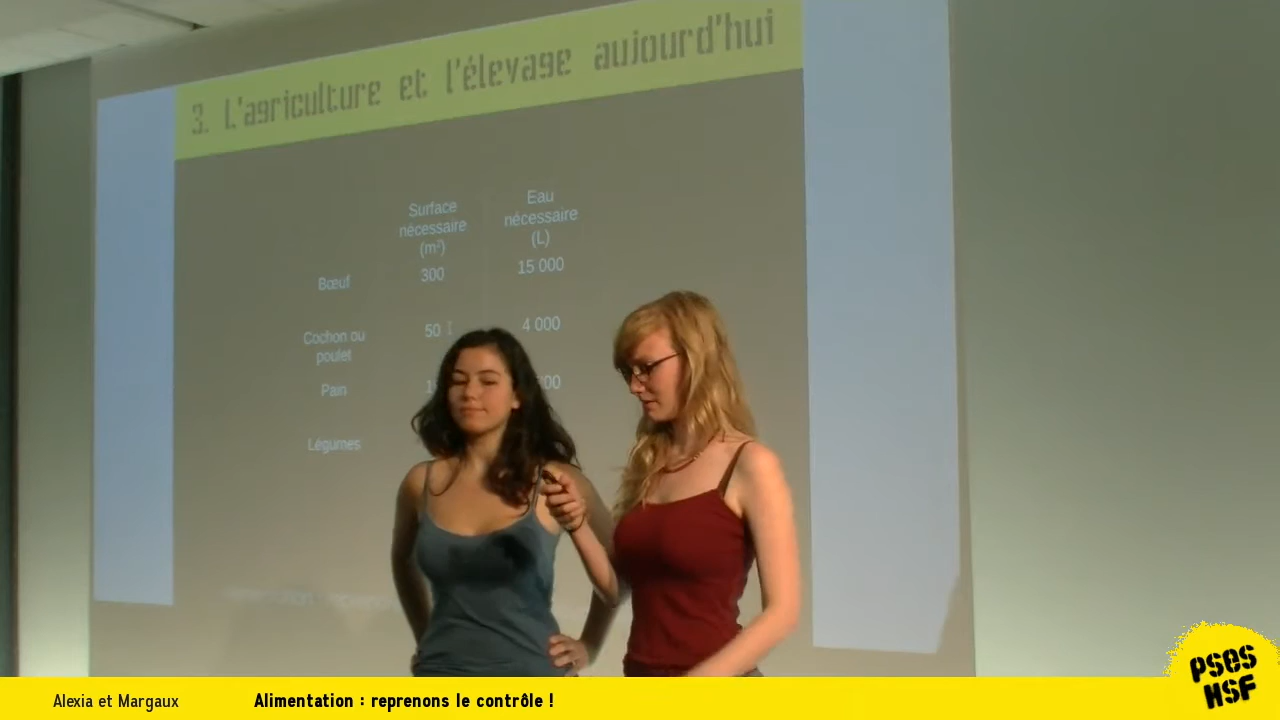 3. L'agriculture et l'élevage aujourd'hui
Surface nécessaire (m²)
Eau nécessaire (L)
Bœuf 300 15 000
Cochon ou poulet 50 4 000
Pain
Légumes
Alexia et Margaux Alimentation : reprenons le contrôle !
PSES HSF